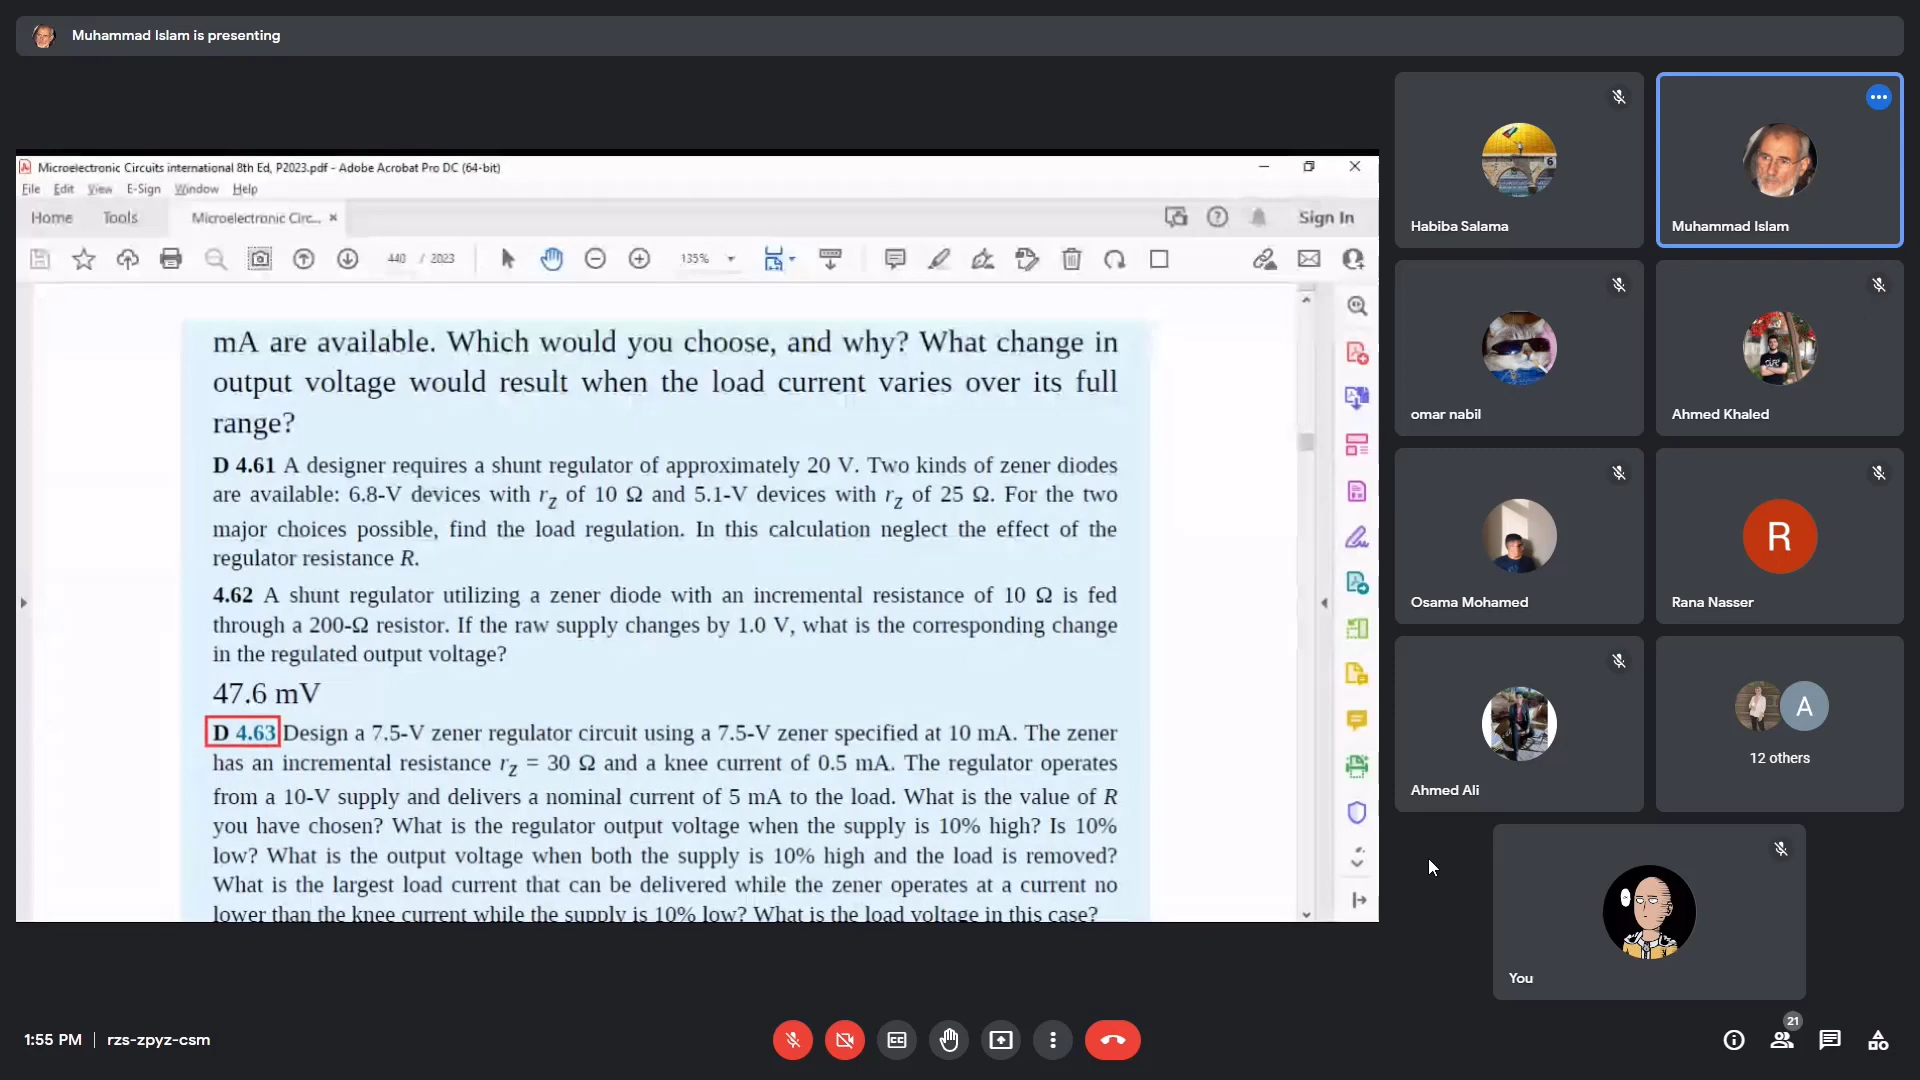 Muhammad Islam is presenting
Microelectronic Circuits international 8th Ed, P2023.pdf - Adobe Acrobat Pro DC (64-bit)
File Edit View E-Sign Window Help
Home Tools Microelectronic Circ... × Sign In
440 / 2023 135%
mA are available. Which would you choose, and why? What change in
output voltage would result when the load current varies over its full
range?
D 4.61 A designer requires a shunt regulator of approximately 20 V. Two kinds of zener diodes
are available: 6.8-V devices with rz of 10 Ω and 5.1-V devices with rz of 25 Ω. For the two
major choices possible, find the load regulation. In this calculation neglect the effect of the
regulator resistance R.
4.62 A shunt regulator utilizing a zener diode with an incremental resistance of 10 Ω is fed
through a 200-Ω resistor. If the raw supply changes by 1.0 V, what is the corresponding change
in the regulated output voltage?
47.6 mV
D 4.63 Design a 7.5-V zener regulator circuit using a 7.5-V zener specified at 10 mA. The zener
has an incremental resistance rz = 30 Ω and a knee current of 0.5 mA. The regulator operates
from a 10-V supply and delivers a nominal current of 5 mA to the load. What is the value of R
you have chosen? What is the regulator output voltage when the supply is 10% high? Is 10%
low? What is the output voltage when both the supply is 10% high and the load is removed?
What is the largest load current that can be delivered while the zener operates at a current no
lower than the knee current while the supply is 10% low? What is the load voltage in this case?
Habiba Salama
Muhammad Islam
omar nabil
Ahmed Khaled
Osama Mohamed
R
Rana Nasser
Ahmed Ali
A
12 others
You
1:55 PM | rzs-zpyz-csm
21